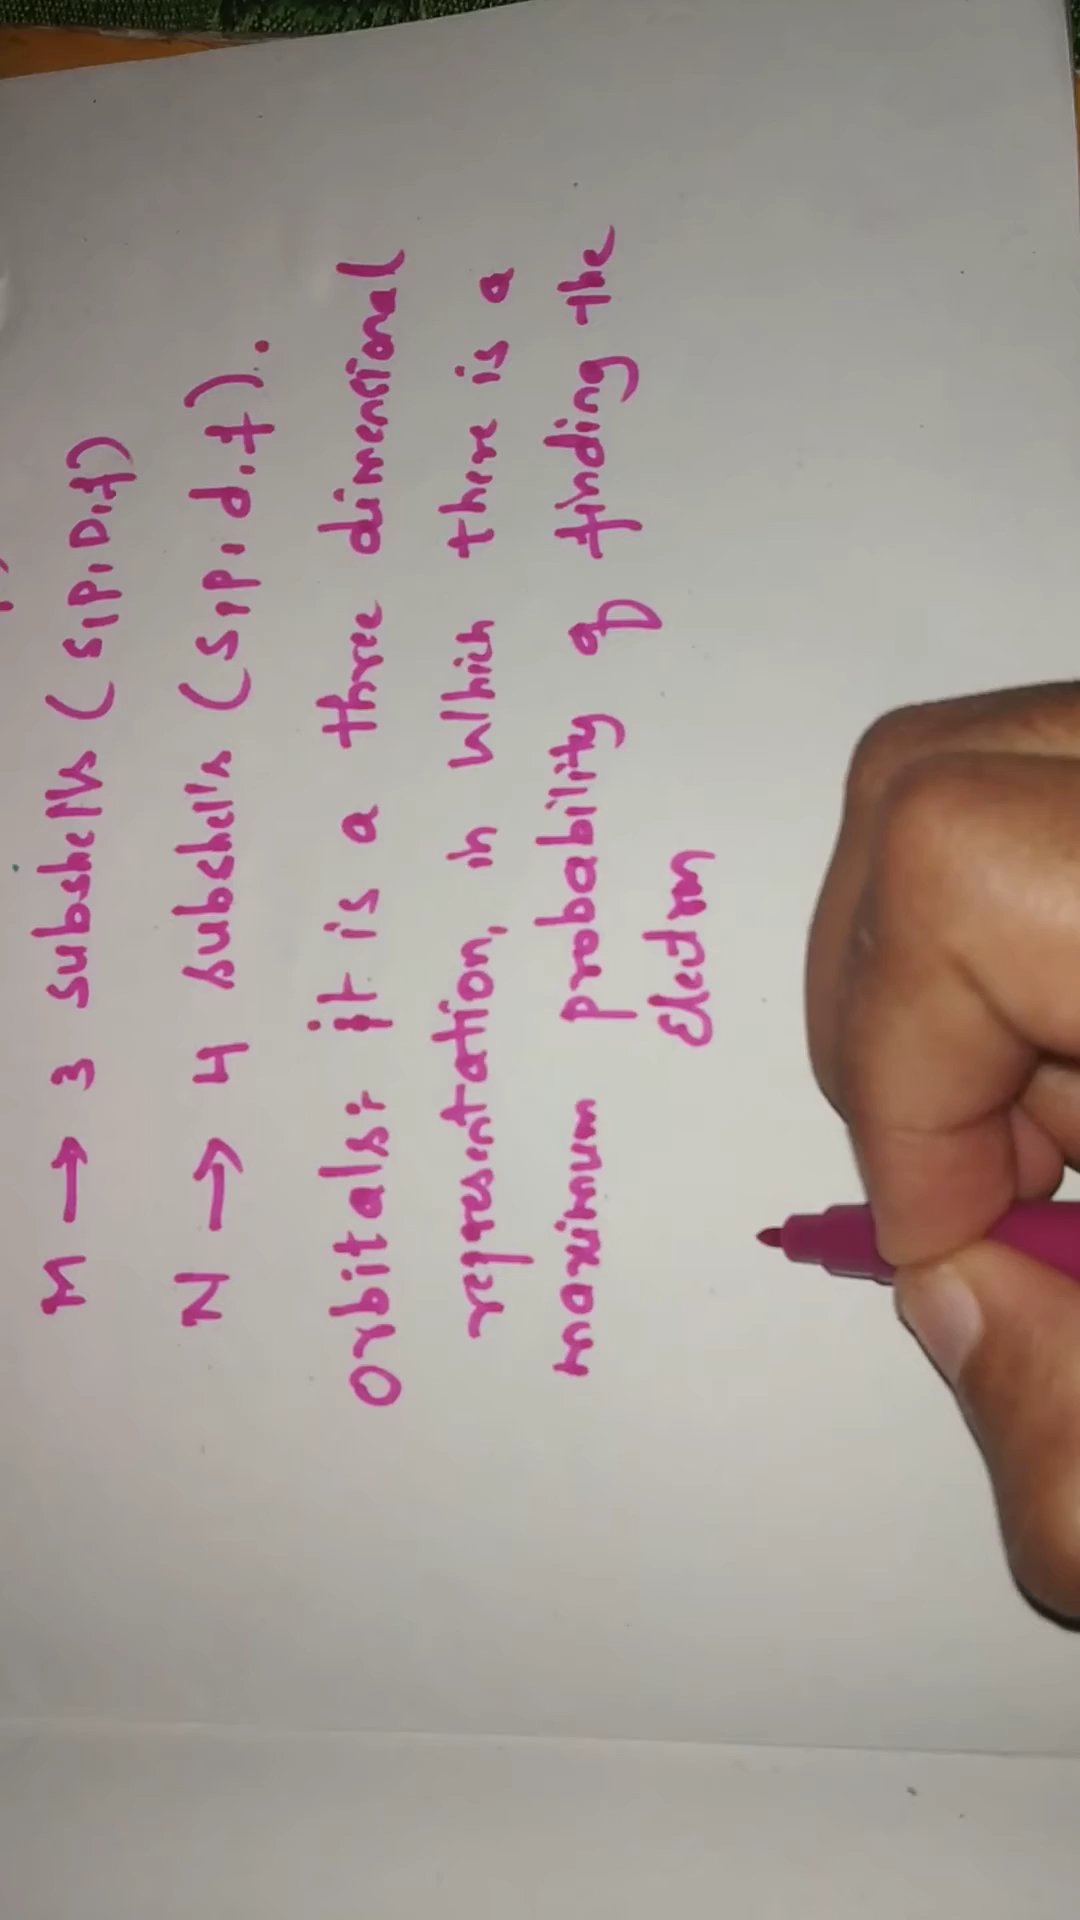 M → 3 subshells (s,p,D,f)
N → 4 subshells (s,p,d,f).
orbitals: it is a three dimensional
representation, in which there is a
maximum probability of finding the
Electron